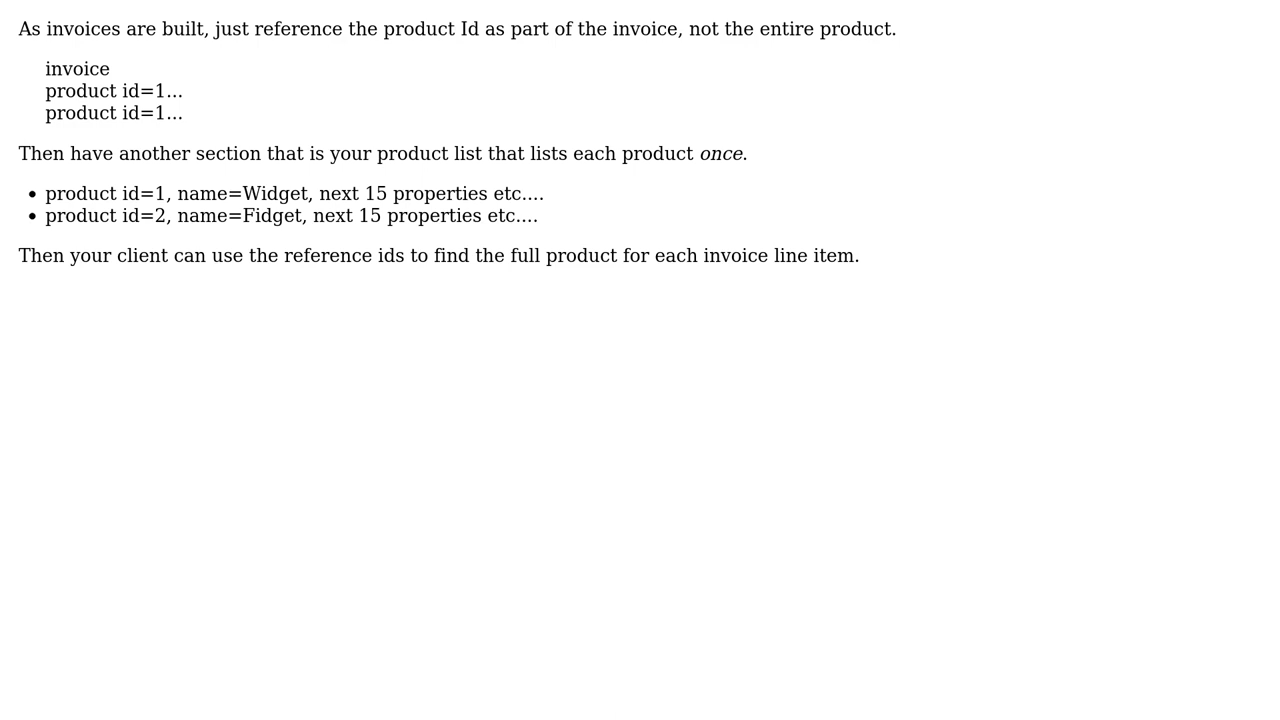 As invoices are built, just reference the product Id as part of the invoice, not the entire product.
invoice
product id=1...
product id=1...
Then have another section that is your product list that lists each product once.
• product id=1, name=Widget, next 15 properties etc....
• product id=2, name=Fidget, next 15 properties etc....
Then your client can use the reference ids to find the full product for each invoice line item.